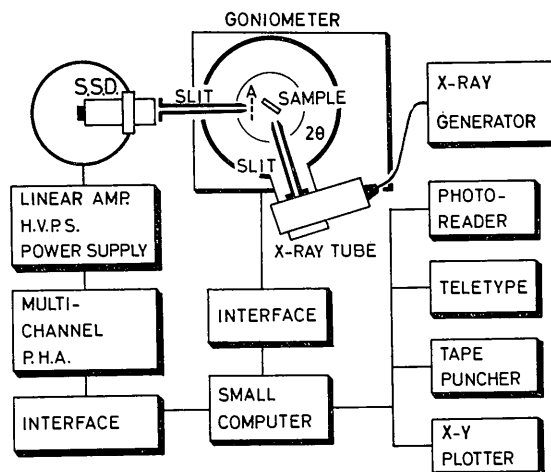 GONIOMETER
S.S.D.
SLIT
A
SAMPLE
2θ
SLIT
X-RAY TUBE
X-RAY
GENERATOR
LINEAR AMP.
H.V.P.S.
POWER SUPPLY
PHOTO-
READER
MULTI-
CHANNEL
P.H.A.
INTERFACE
TELETYPE
INTERFACE
SMALL
COMPUTER
TAPE
PUNCHER
X-Y
PLOTTER